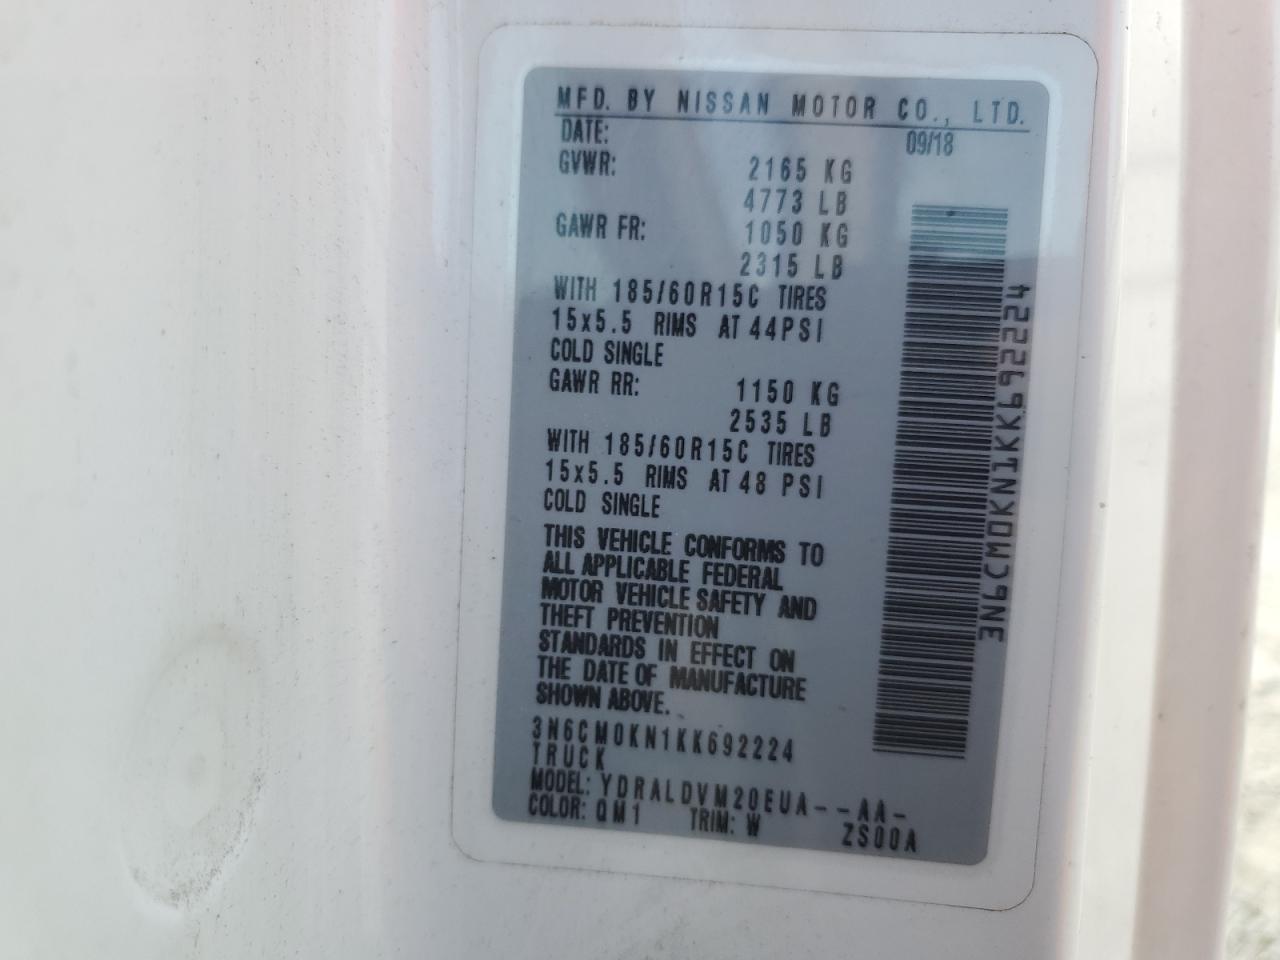 MFD. BY NISSAN MOTOR CO., LTD.
DATE: 09/18
GVWR: 2165 KG
4773 LB
GAWR FR: 1050 KG
2315 LB
WITH 185/60R15C TIRES
15x5.5 RIMS AT 44PSI
COLD SINGLE
GAWR RR: 1150 KG
2535 LB
WITH 185/60R15C TIRES
15x5.5 RIMS AT 48 PSI
COLD SINGLE
THIS VEHICLE CONFORMS TO
ALL APPLICABLE FEDERAL
MOTOR VEHICLE SAFETY AND
THEFT PREVENTION
STANDARDS IN EFFECT ON
THE DATE OF MANUFACTURE
SHOWN ABOVE.
3N6CM0KN1KK692224
TRUCK
MODEL: YDRALDVM20EUA--AA-
COLOR: QM1 TRIM: W ZS00A
3N6CM0KN1KK692224